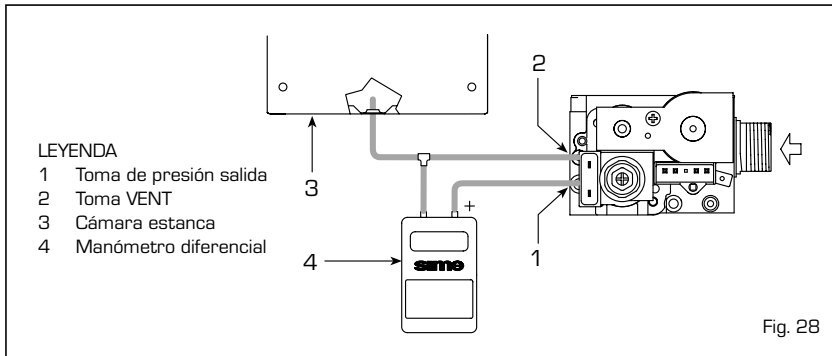 2
LEYENDA
1 Toma de presión salida
2 Toma VENT
3 Cámara estanca
4 Manómetro diferencial
3
+
4
sime
1
Fig. 28